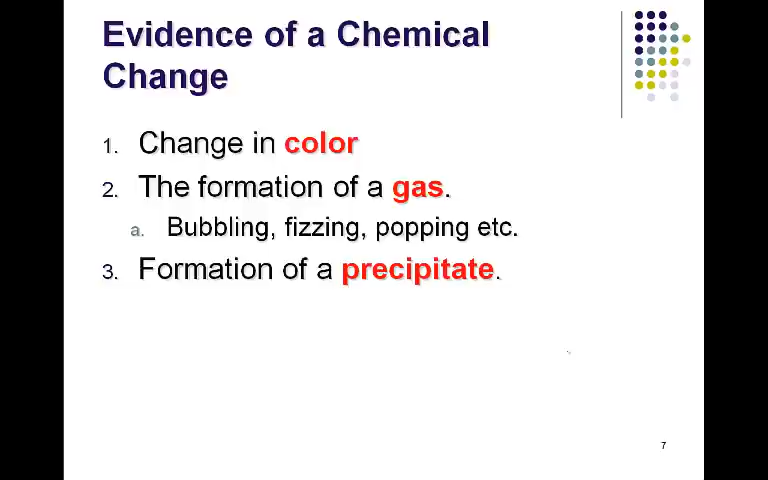 Evidence of a Chemical
Change
1. Change in color
2. The formation of a gas.
a. Bubbling, fizzing, popping etc.
3. Formation of a precipitate.
7